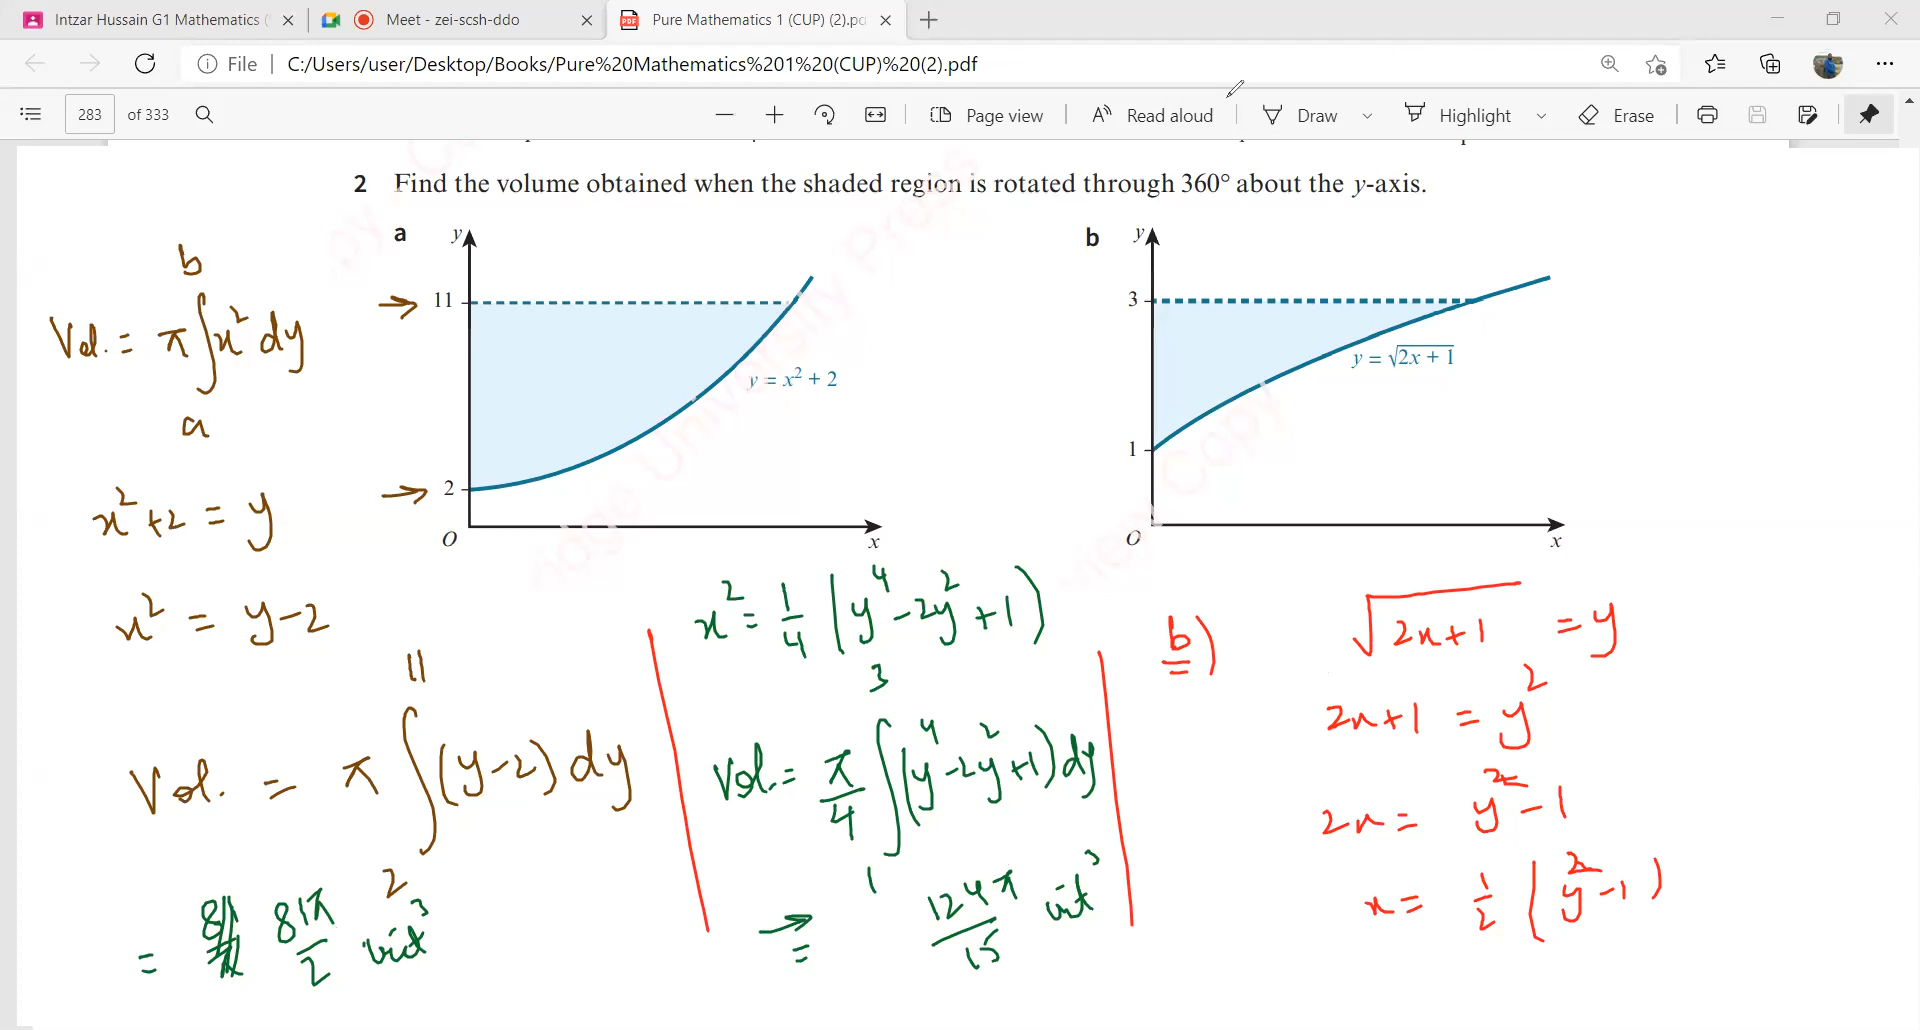 Intzar Hussain G1 Mathematics (
Meet - zei-scsh-ddo
Pure Mathematics 1 (CUP) (2).pd
File | C:/Users/user/Desktop/Books/Pure%20Mathematics%201%20(CUP)%20(2).pdf
283 of 333
Page view
Read aloud
Draw
Highlight
Erase
2 Find the volume obtained when the shaded region is rotated through 360° about the y-axis.
a
y
11
2
O
x
y = x² + 2
b
y
3
1
O
x
y = √(2x + 1)
Vol. = π ∫ₐᵇ x² dy
x² + 2 = y
x² = y - 2
Vol. = π ∫₂¹¹ (y - 2) dy
= 81π/2 unit³
x² = 1/4 (y⁴ - 2y² + 1)
Vol. = π/4 ∫₁³ (y⁴ - 2y² + 1) dy
= 124π/15 unit³
b)
√(2x + 1) = y
2x + 1 = y²
2x = y² - 1
x = 1/2 (y² - 1)